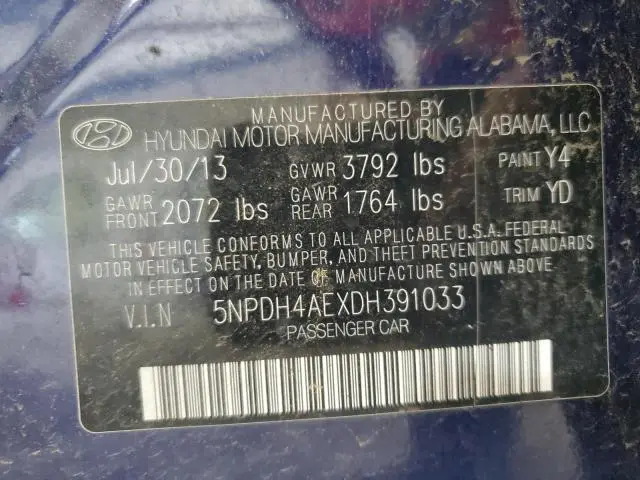 MANUFACTURED BY
HYUNDAI MOTOR MANUFACTURING ALABAMA, LLC
Jul/30/13 GVWR 3792 lbs PAINT Y4
GAWR FRONT 2072 lbs GAWR REAR 1764 lbs TRIM YD
THIS VEHICLE CONFORMS TO ALL APPLICABLE U.S.A. FEDERAL
MOTOR VEHICLE SAFETY, BUMPER, AND THEFT PREVENTION STANDARDS
IN EFFECT ON THE DATE OF MANUFACTURE SHOWN ABOVE.
V.I.N 5NPDH4AEXDH391033
PASSENGER CAR